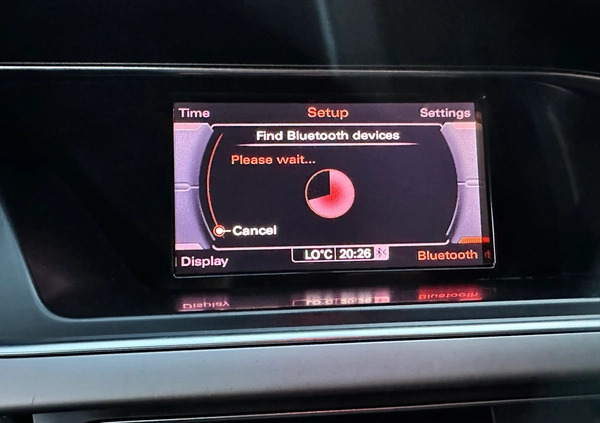 Time Setup Settings
Find Bluetooth devices
Please wait...
Cancel
Display LO°C 20:26 Bluetooth